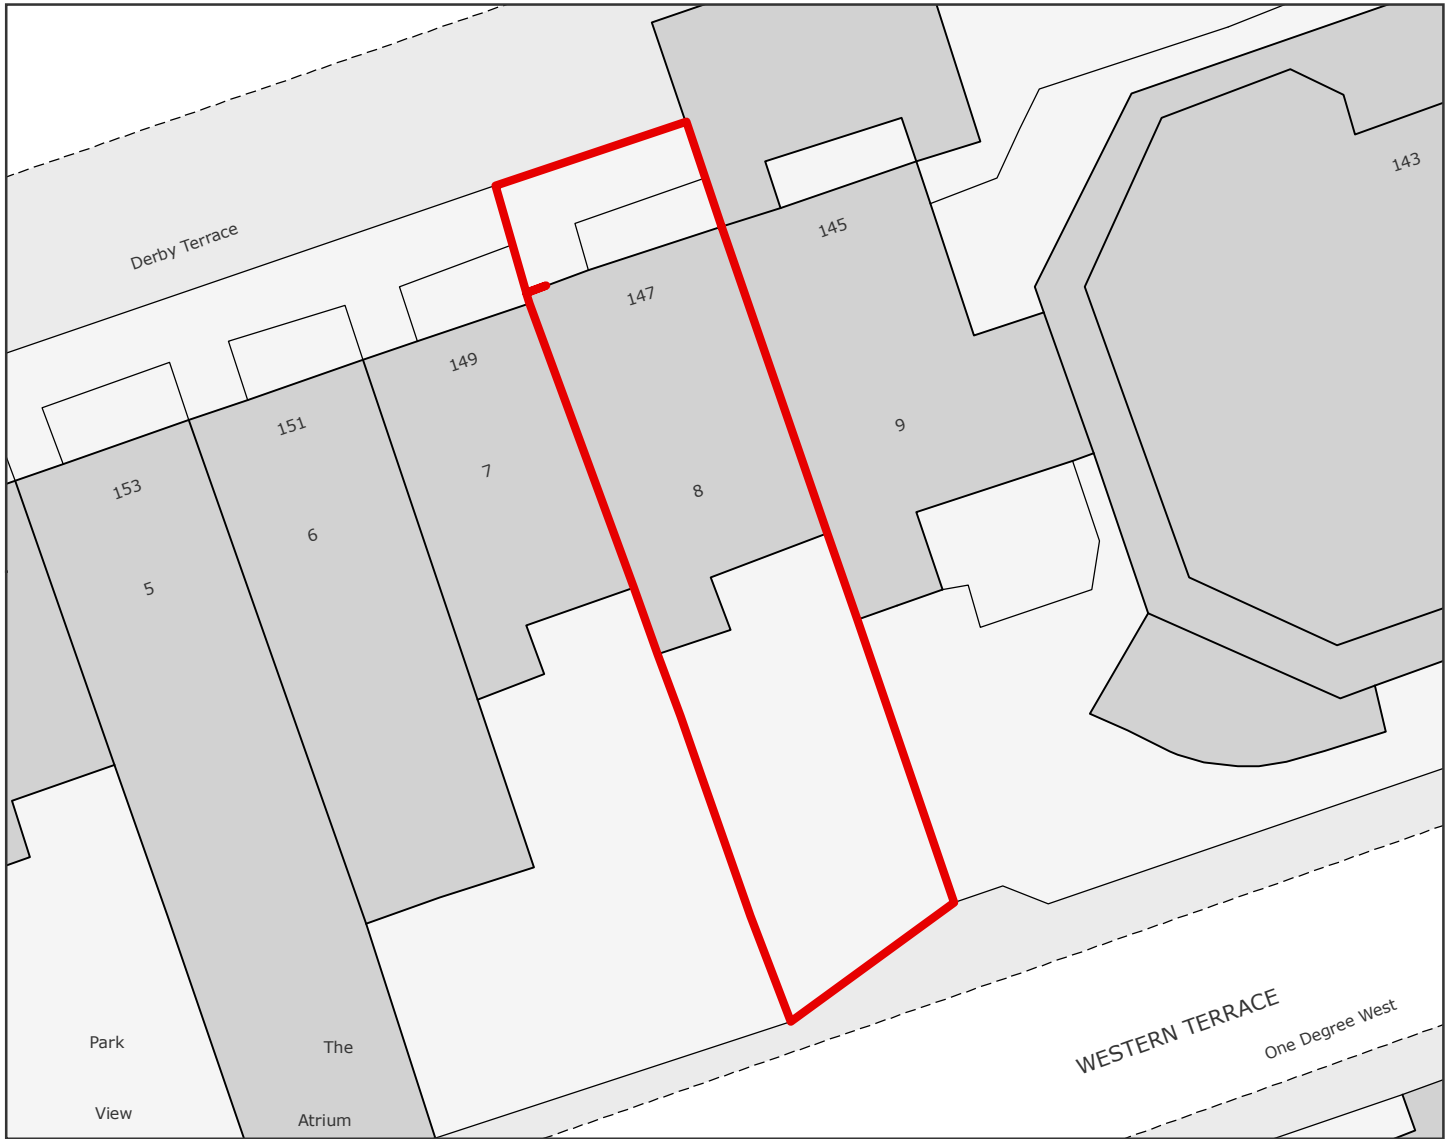 143
145
Derby Terrace
147
149
151
9
7
153
8
6
5
WESTERN TERRACE
One Degree West
Park
View
The
Atrium